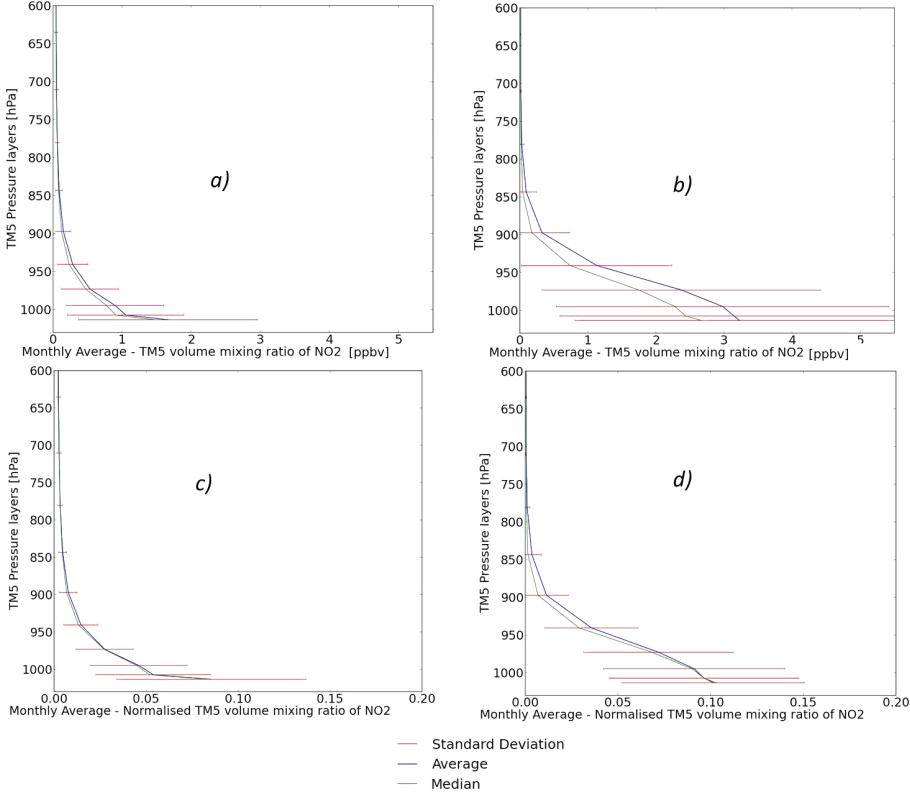 600
650
700
750
800
850
900
950
1000
TM5 Pressure layers [hPa]
a)
0 1 2 3 4 5
Monthly Average - TM5 volume mixing ratio of NO2 [ppbv]
600
650
700
750
800
850
900
950
1000
TM5 Pressure layers [hPa]
b)
0 1 2 3 4 5
Monthly Average - TM5 volume mixing ratio of NO2 [ppbv]
600
650
700
750
800
850
900
950
1000
TM5 Pressure layers [hPa]
c)
0.00 0.05 0.10 0.15 0.20
Monthly Average - Normalised TM5 volume mixing ratio of NO2
600
650
700
750
800
850
900
950
1000
TM5 Pressure layers [hPa]
d)
0.00 0.05 0.10 0.15 0.20
Monthly Average - Normalised TM5 volume mixing ratio of NO2
Standard Deviation
Average
Median